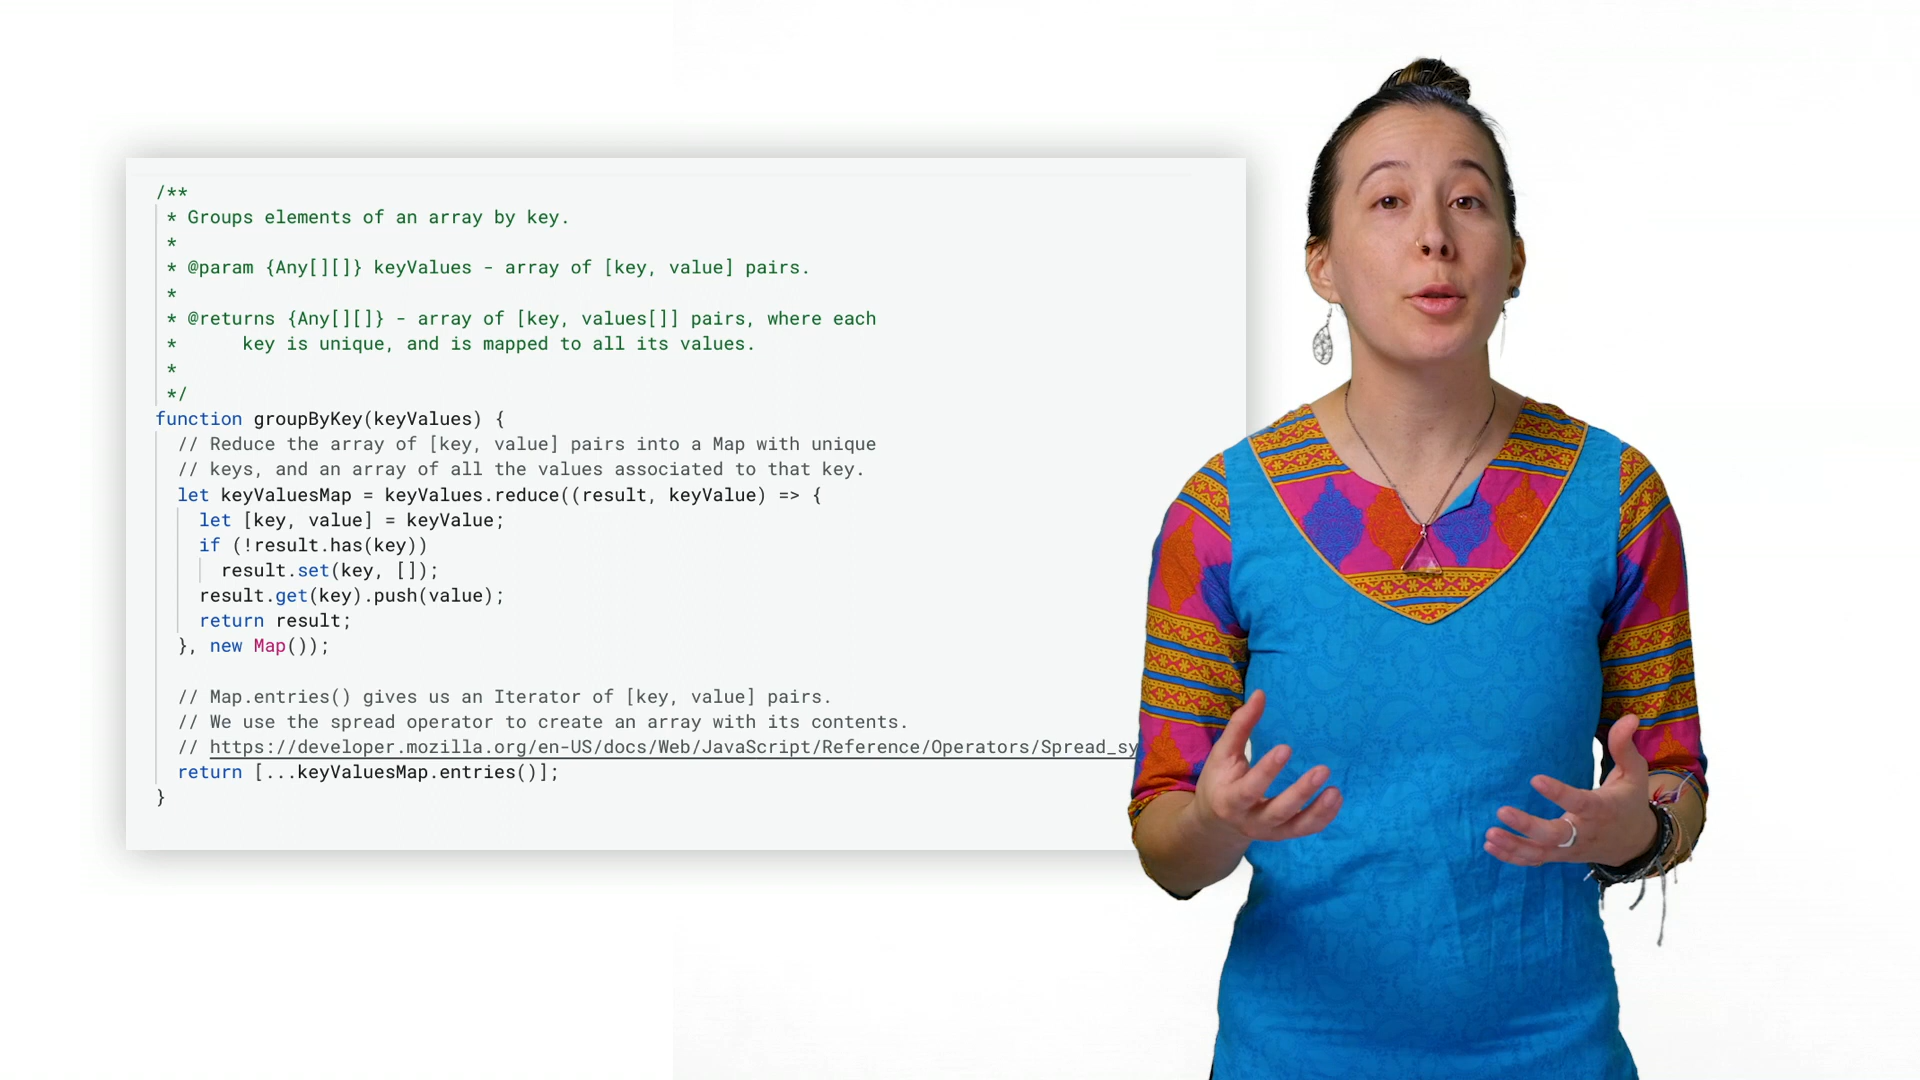 /**
* Groups elements of an array by key.
*
* @param {Any[][]} keyValues - array of [key, value] pairs.
*
* @returns {Any[][]} - array of [key, values[]] pairs, where each
*      key is unique, and is mapped to all its values.
*
*/
function groupByKey(keyValues) {
// Reduce the array of [key, value] pairs into a Map with unique
// keys, and an array of all the values associated to that key.
let keyValuesMap = keyValues.reduce((result, keyValue) => {
let [key, value] = keyValue;
if (!result.has(key))
result.set(key, []);
result.get(key).push(value);
return result;
}, new Map());
// Map.entries() gives us an Iterator of [key, value] pairs.
// We use the spread operator to create an array with its contents.
// https://developer.mozilla.org/en-US/docs/Web/JavaScript/Reference/Operators/Spread_sy
return [...keyValuesMap.entries()];
}